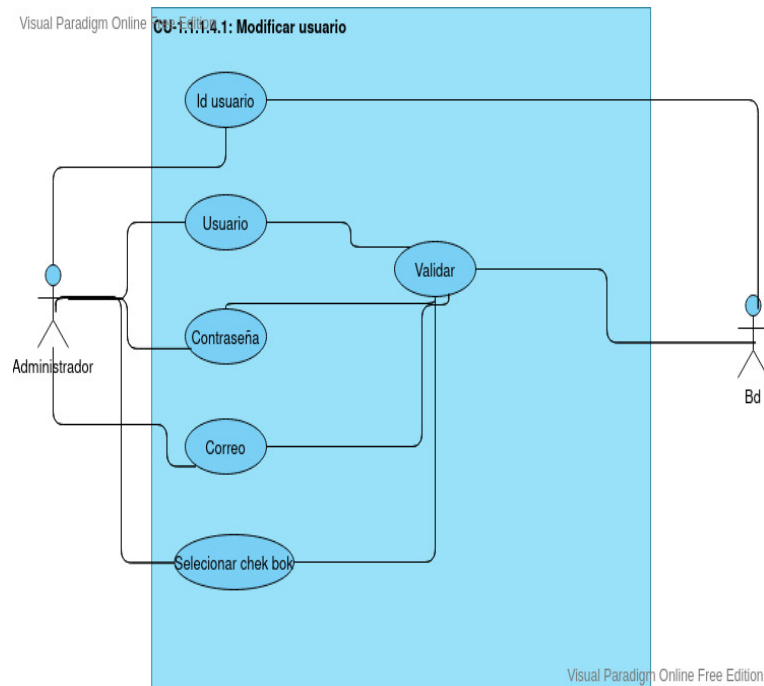 Visual Paradigm Online Free Edition
CU-1.1.1.4.1: Modificar usuario
Id usuario
Usuario
Validar
Contraseña
Administrador
Bd
Correo
Selecionar chek bok
Visual Paradigm Online Free Edition